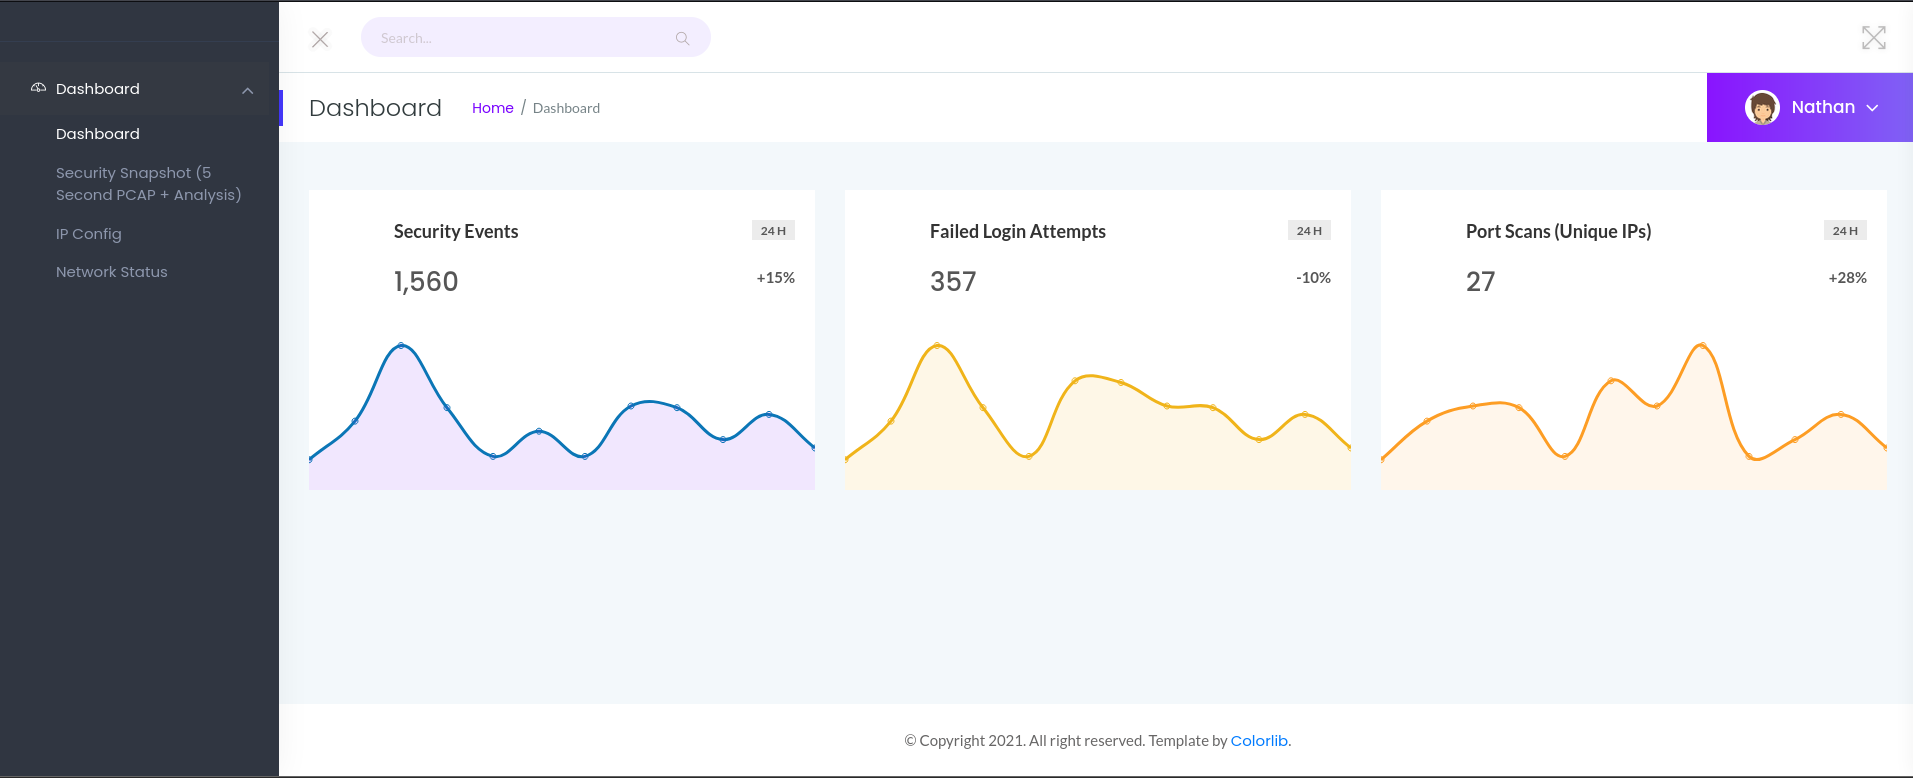 Search...
Dashboard
Dashboard
Security Snapshot (5
Second PCAP + Analysis)
IP Config
Network Status
Dashboard Home / Dashboard
Nathan
Security Events 24 H
1,560 +15%
Failed Login Attempts 24 H
357 -10%
Port Scans (Unique IPs) 24 H
27 +28%
© Copyright 2021. All right reserved. Template by Colorlib.